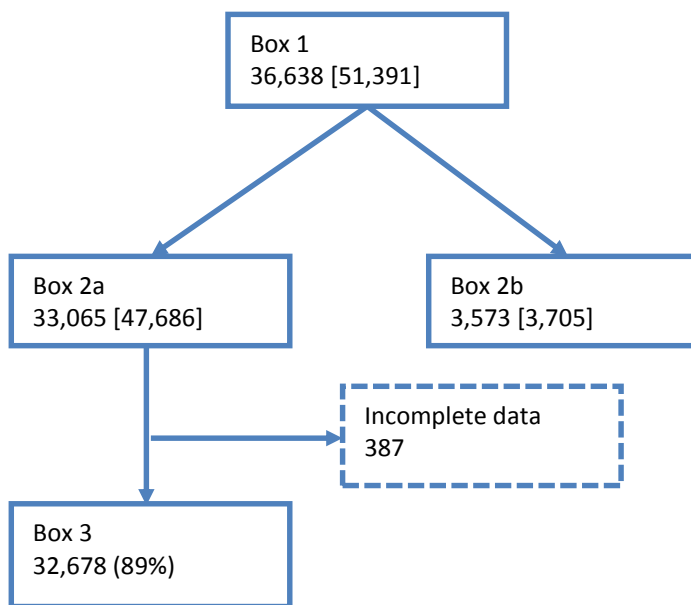 Box 1
36,638 [51,391]
Box 2a
33,065 [47,686]
Box 2b
3,573 [3,705]
Incomplete data
387
Box 3
32,678 (89%)